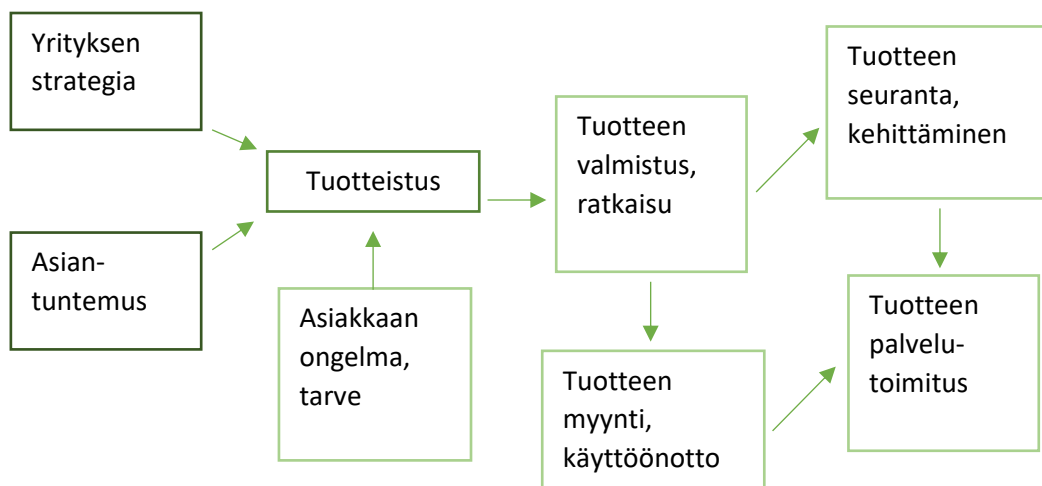 Yrityksen
strategia
Asian-
tuntemus
Tuotteistus
Asiakkaan
ongelma,
tarve
Tuotteen
valmistus,
ratkaisu
Tuotteen
myynti,
käyttöönotto
Tuotteen
seuranta,
kehittäminen
Tuotteen
palvelu-
toimitus